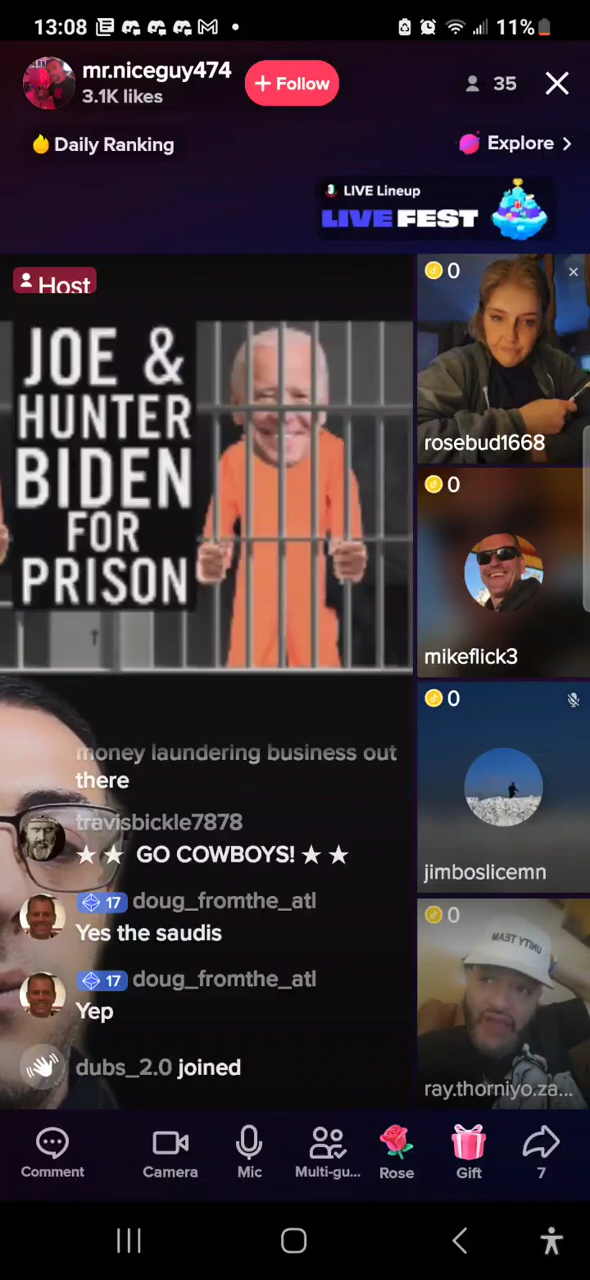 13:08
11%
mr.niceguy474
3.1K likes
+ Follow
35
Daily Ranking
Explore >
LIVE Lineup
LIVE FEST
Host
JOE &
HUNTER
BIDEN
FOR
PRISON
0
rosebud1668
0
mikeflick3
0
jimboslicemn
0
UNITY TEAM
ray.thorniyo.za...
money laundering business out
there
travisbickle7878
★★ GO COWBOYS! ★★
17 doug_fromthe_atl
Yes the saudis
17 doug_fromthe_atl
Yep
dubs_2.0 joined
Comment
Camera
Mic
Multi-gu...
Rose
Gift
7